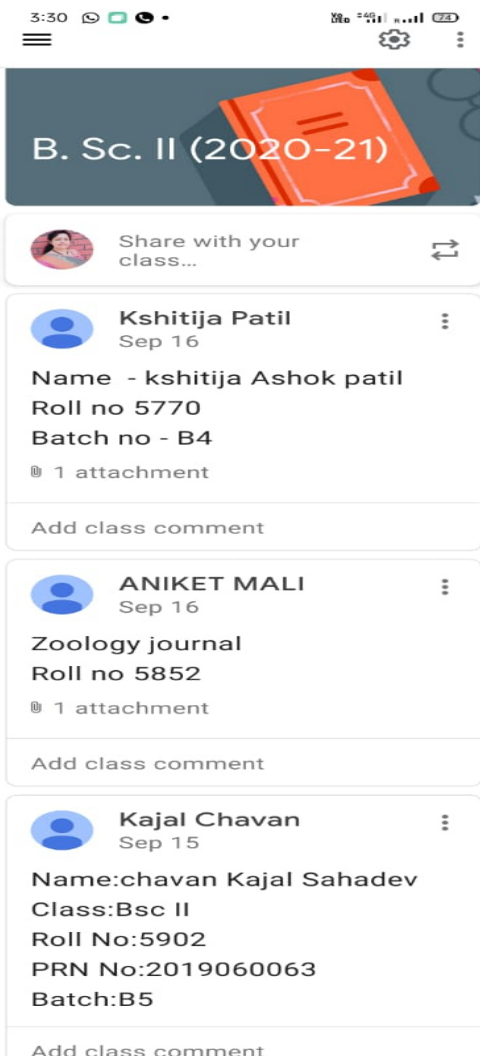 3:30
74
B. Sc. II (2020-21)
Share with your
class...
Kshitija Patil
Sep 16
Name  - kshitija Ashok patil
Roll no 5770
Batch no - B4
1 attachment
Add class comment
ANIKET MALI
Sep 16
Zoology journal
Roll no 5852
1 attachment
Add class comment
Kajal Chavan
Sep 15
Name:chavan Kajal Sahadev
Class:Bsc II
Roll No:5902
PRN No:2019060063
Batch:B5
Add class comment